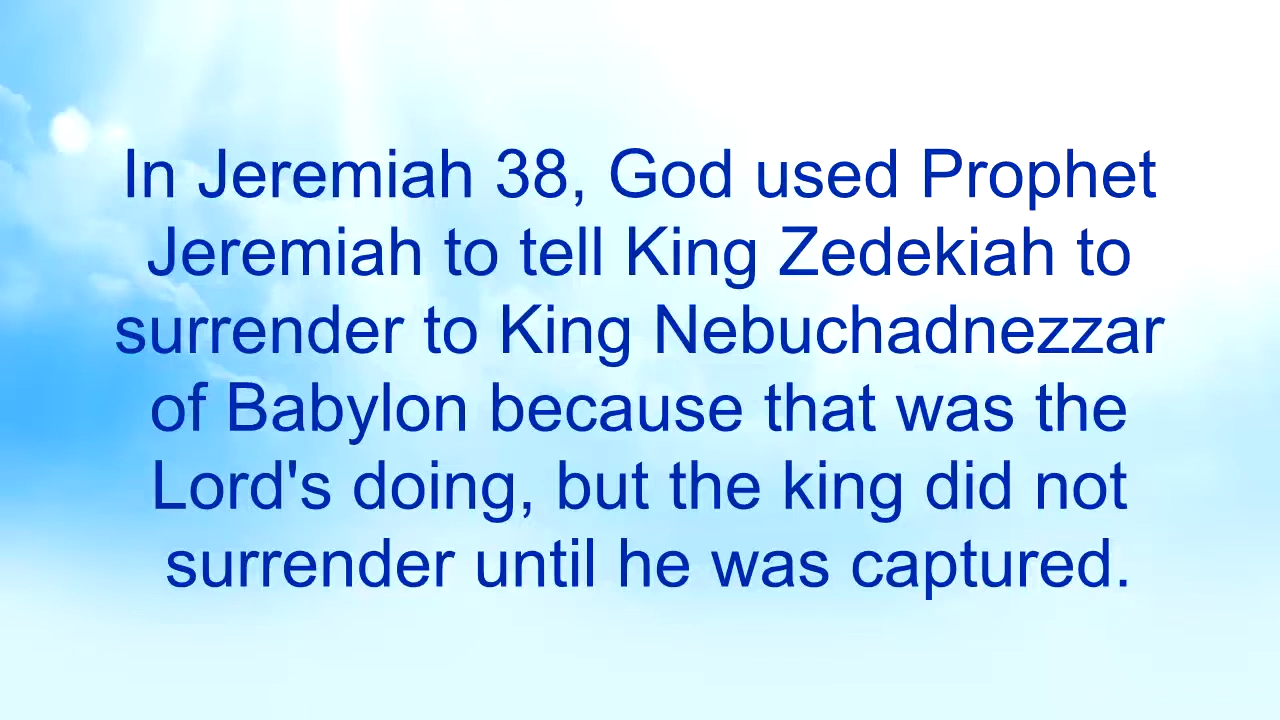 In Jeremiah 38, God used Prophet
Jeremiah to tell King Zedekiah to
surrender to King Nebuchadnezzar
of Babylon because that was the
Lord's doing, but the king did not
surrender until he was captured.